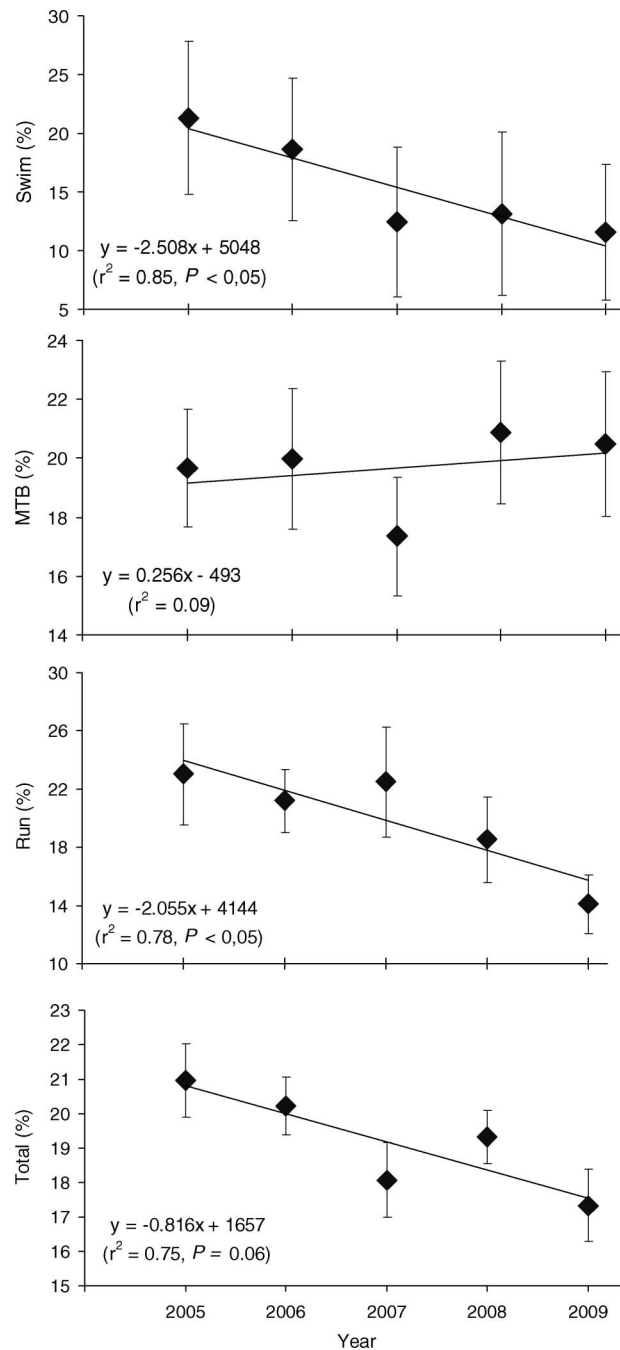 30
25
20
15
10
5
Swim (%)
y = -2.508x + 5048
(r² = 0.85, P < 0,05)
24
22
20
18
16
14
MTB (%)
y = 0.256x - 493
(r² = 0.09)
30
26
22
18
14
10
Run (%)
y = -2.055x + 4144
(r² = 0.78, P < 0,05)
23
22
21
20
19
18
17
16
15
Total (%)
y = -0.816x + 1657
(r² = 0.75, P = 0.06)
2005 2006 2007 2008 2009
Year